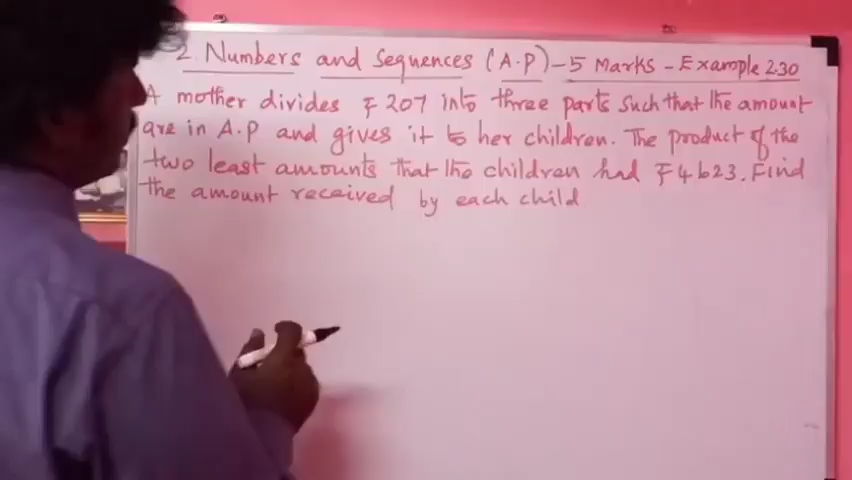 2. Numbers and Sequences (A.P) - 5 Marks - Example 2.30
A mother divides ₹ 207 into three parts such that the amount
are in A.P and gives it to her children. The product of the
two least amounts that the children had ₹ 4623. Find
the amount received by each child